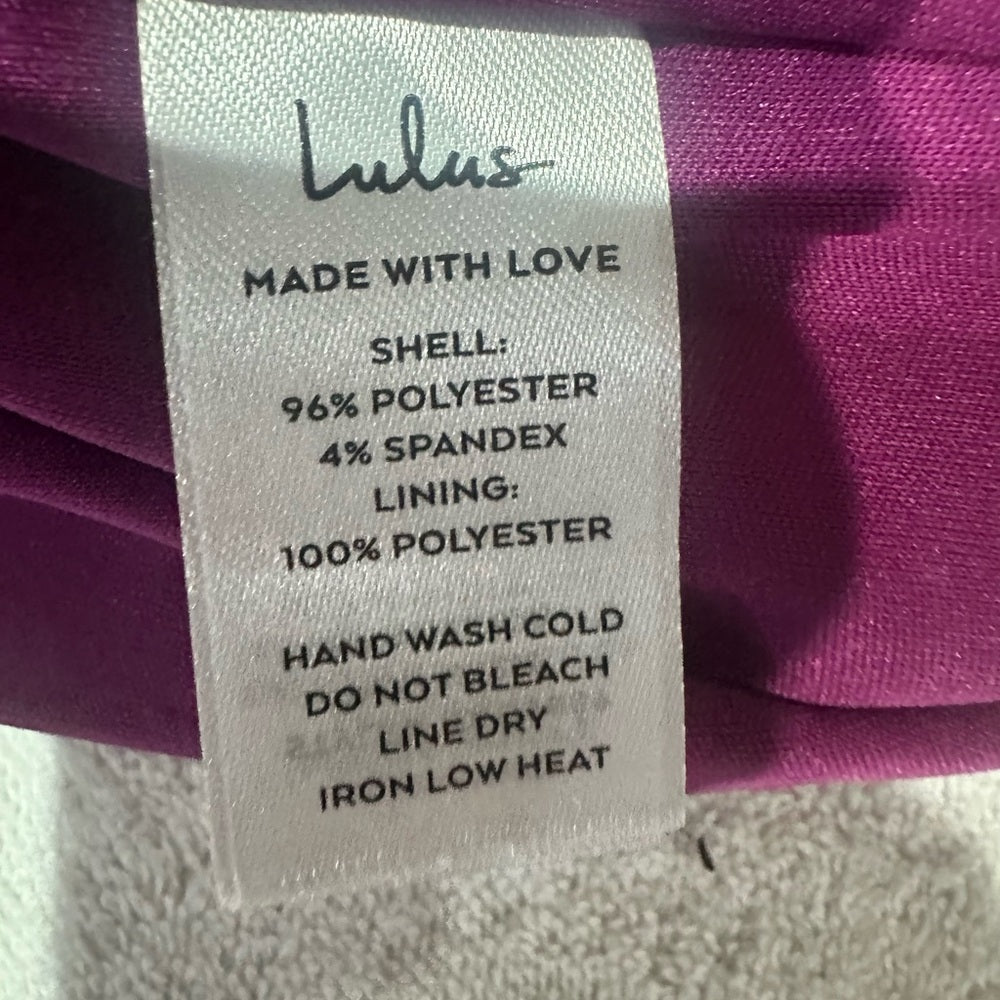 Lulus
MADE WITH LOVE
SHELL:
96% POLYESTER
4% SPANDEX
LINING:
100% POLYESTER
HAND WASH COLD
DO NOT BLEACH
LINE DRY
IRON LOW HEAT